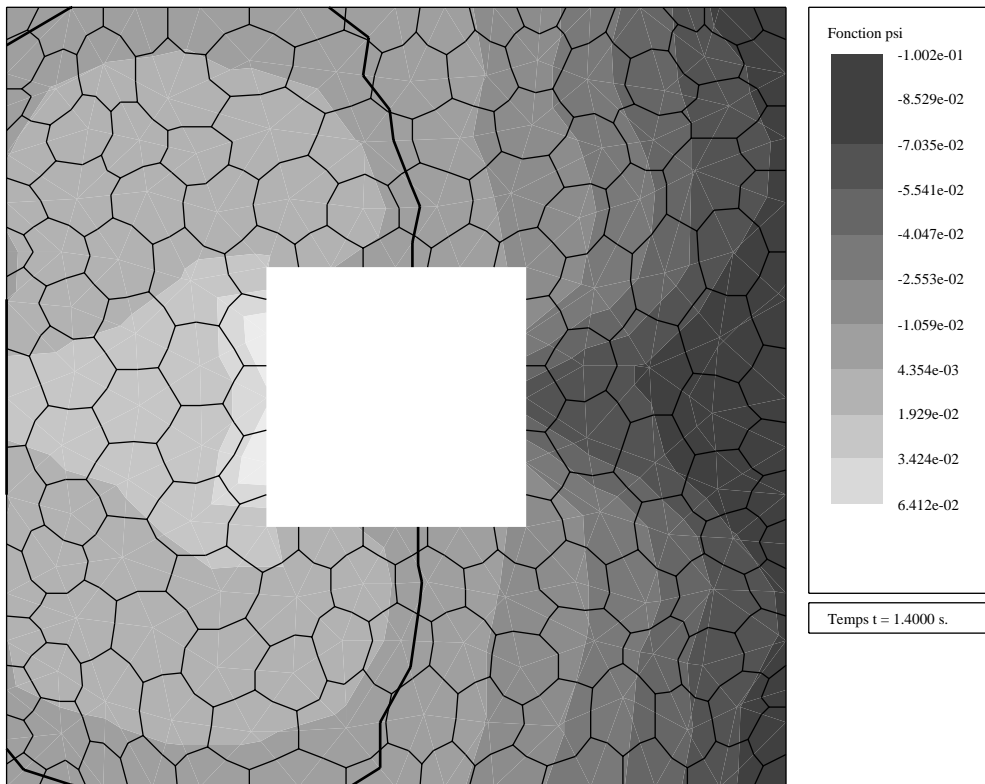 Fonction psi
-1.002e-01
-8.529e-02
-7.035e-02
-5.541e-02
-4.047e-02
-2.553e-02
-1.059e-02
4.354e-03
1.929e-02
3.424e-02
6.412e-02
Temps t = 1.4000 s.